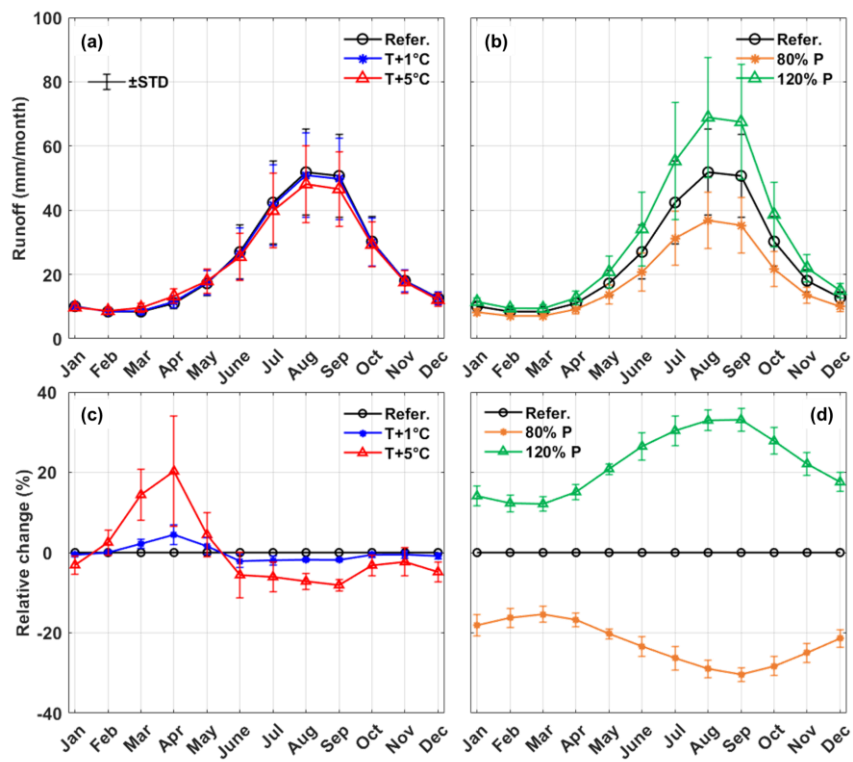 (a)
Refer.
T+1°C
T+5°C
±STD
Runoff (mm/month)
100
80
60
40
20
0
Jan Feb Mar Apr May June Jul Aug Sep Oct Nov Dec
(b)
Refer.
80% P
120% P
Jan Feb Mar Apr May June Jul Aug Sep Oct Nov Dec
(c)
Refer.
T+1°C
T+5°C
Relative change (%)
40
20
0
-20
-40
Jan Feb Mar Apr May June Jul Aug Sep Oct Nov Dec
Refer.
80% P
120% P
(d)
Jan Feb Mar Apr May June Jul Aug Sep Oct Nov Dec